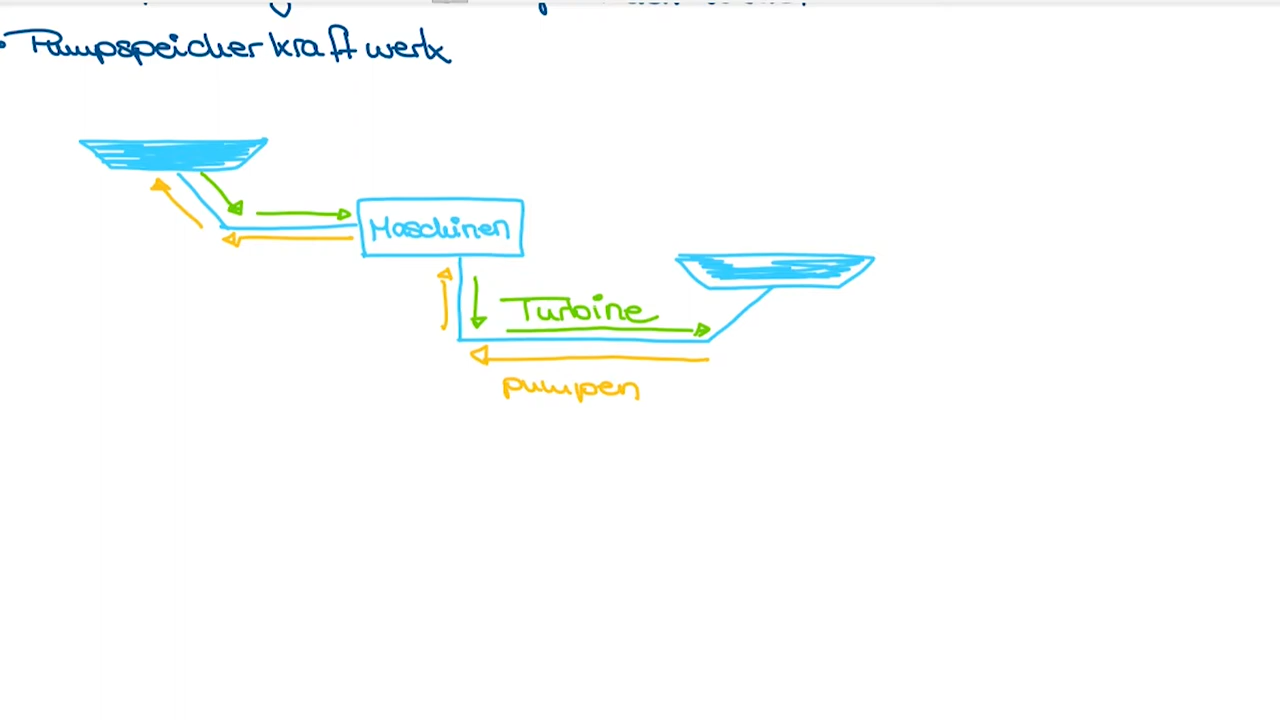 Pumpspeicherkraftwerk
Maschinen
Turbine
pumpen